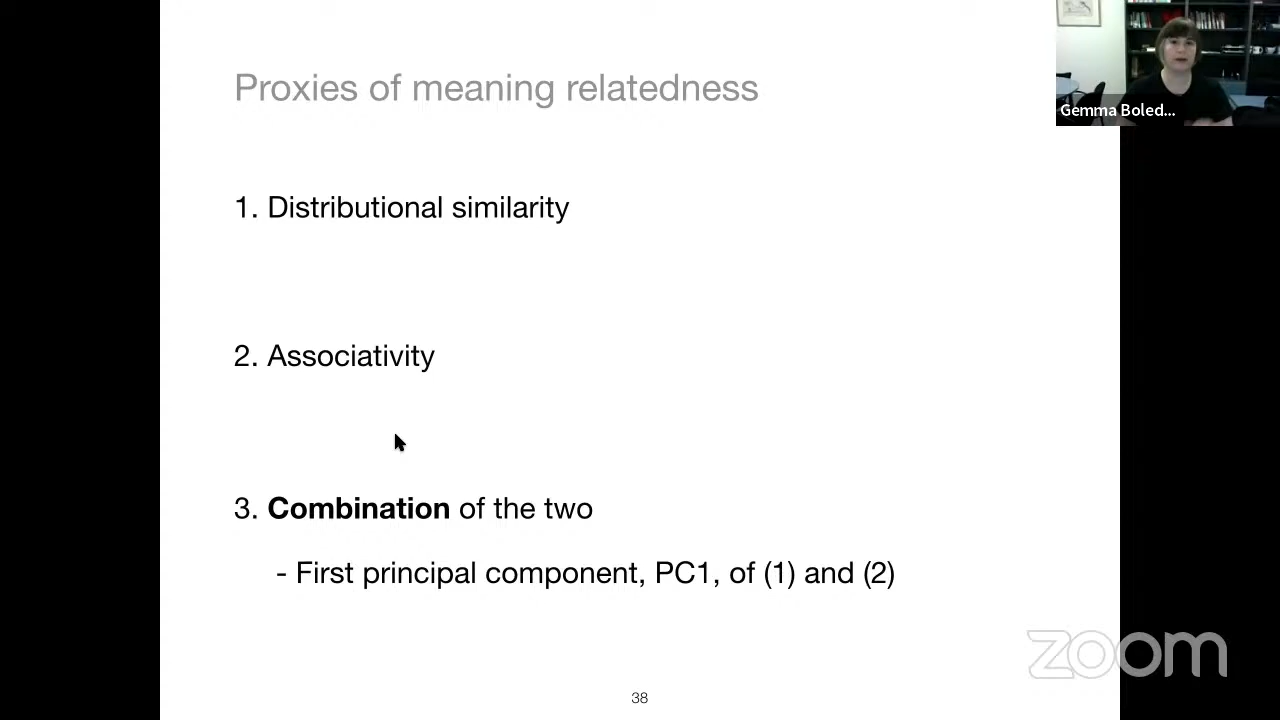 Proxies of meaning relatedness
Gemma Boled...
1. Distributional similarity
2. Associativity
3. Combination of the two
- First principal component, PC1, of (1) and (2)
zoom
38